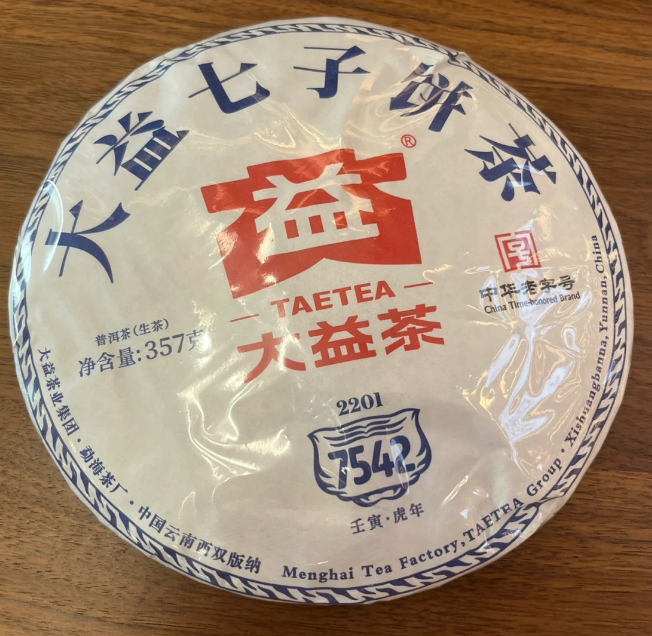 大益七子饼茶
益
®
TAETEA
大益茶
号
中华老字号
China Time-honored Brand
普洱茶(生茶)
净含量:357克
2201
7542
壬寅·虎年
大益茶业集团·勐海茶厂·中国云南西双版纳
Menghai Tea Factory,TAETEA Group·Xishuangbanna,Yunnan,China